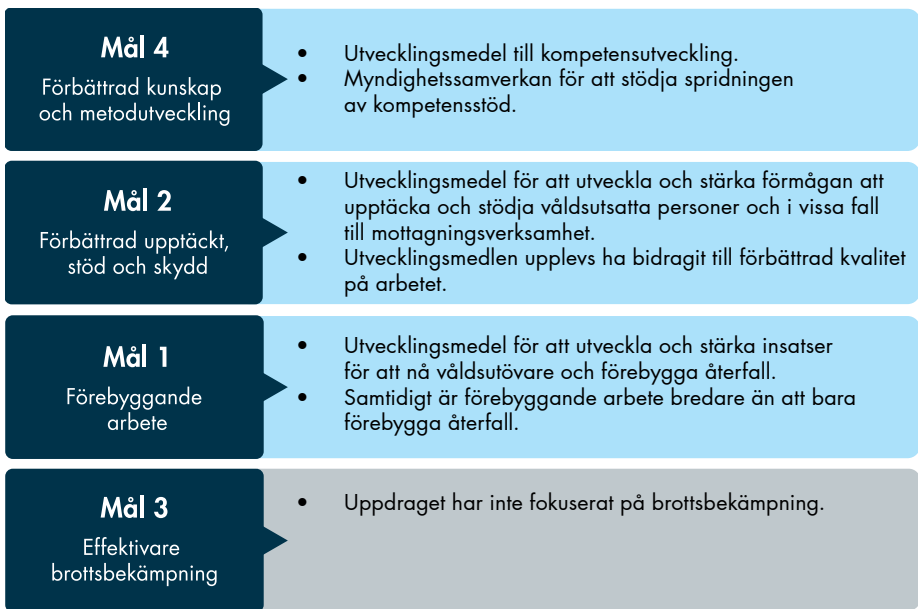 Mål 4
Förbättrad kunskap
och metodutveckling
• Utvecklingsmedel till kompetensutveckling.
• Myndighetssamverkan för att stödja spridningen
av kompetensstöd.
Mål 2
Förbättrad upptäckt,
stöd och skydd
• Utvecklingsmedel för att utveckla och stärka förmågan att
upptäcka och stödja våldsutsatta personer och i vissa fall
till mottagningsverksamhet.
• Utvecklingsmedlen upplevs ha bidragit till förbättrad kvalitet
på arbetet.
Mål 1
Förebyggande
arbete
• Utvecklingsmedel för att utveckla och stärka insatser
för att nå våldsutövare och förebygga återfall.
• Samtidigt är förebyggande arbete bredare än att bara
förebygga återfall.
Mål 3
Effektivare
brottsbekämpning
• Uppdraget har inte fokuserat på brottsbekämpning.